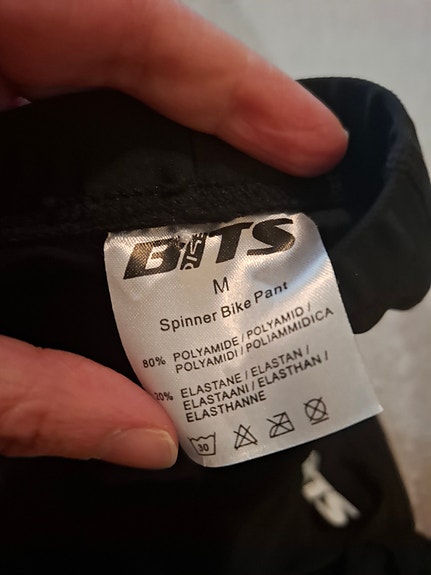 BITS
M
Spinner Bike Pant
80% POLYAMIDE / POLYAMID /
POLYAMIDI / POLIAMMIDICA
20% ELASTANE / ELASTAN /
ELASTAANI / ELASTHAN /
ELASTHANNE
30